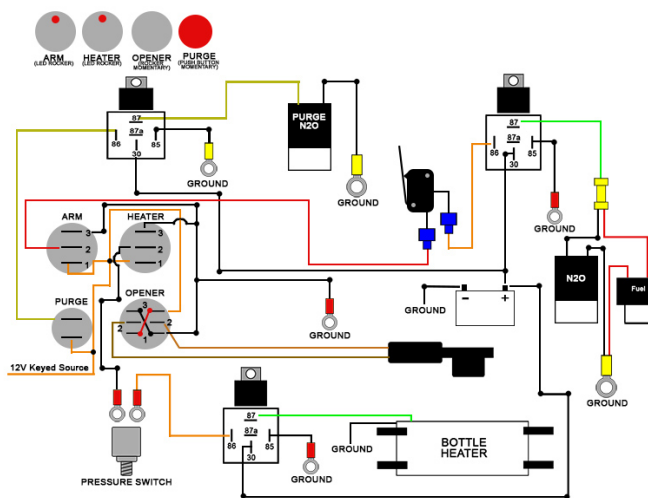 ARM
(LED ROCKER)
HEATER
(LED ROCKER)
OPENER
(ROCKER MOMENTARY)
PURGE
(PUSH BUTTON MOMENTARY)
87
87a
86
85
30
GROUND
PURGE
N2O
GROUND
87
87a
86
85
30
GROUND
ARM
3
2
1
HEATER
3
2
1
PURGE
OPENER
3
2
2
1
GROUND
GROUND
-
+
N2O
Fuel
GROUND
12V Keyed Source
PRESSURE SWITCH
87
87a
86
85
30
GROUND
GROUND
BOTTLE
HEATER